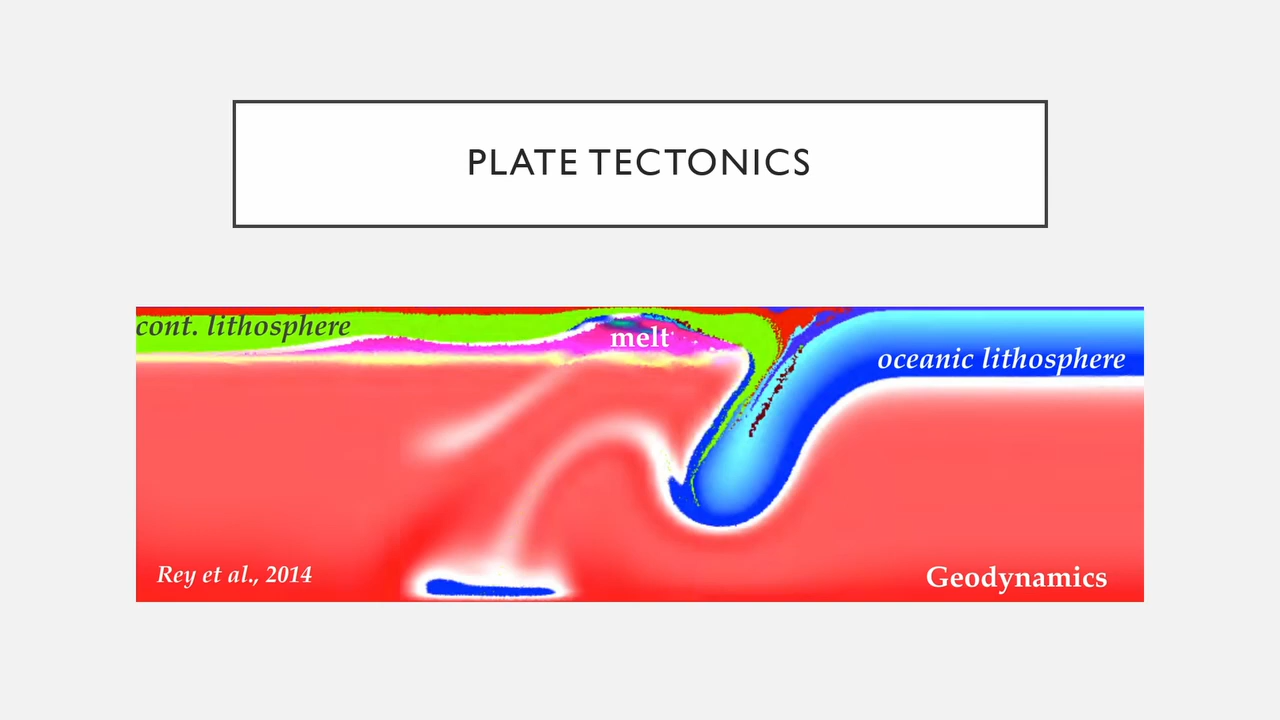 PLATE TECTONICS
cont. lithosphere
melt
oceanic lithosphere
Rey et al., 2014
Geodynamics